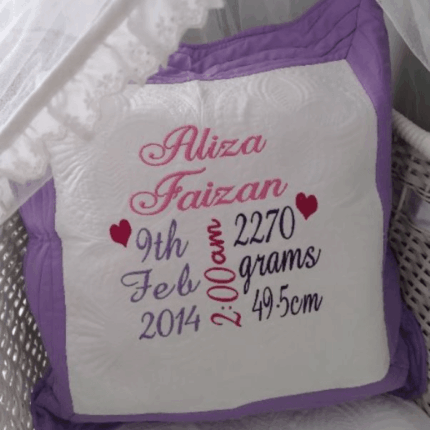 Aliza
Faizan
9th
Feb
2014
2:00am
2270
grams
49.5cm